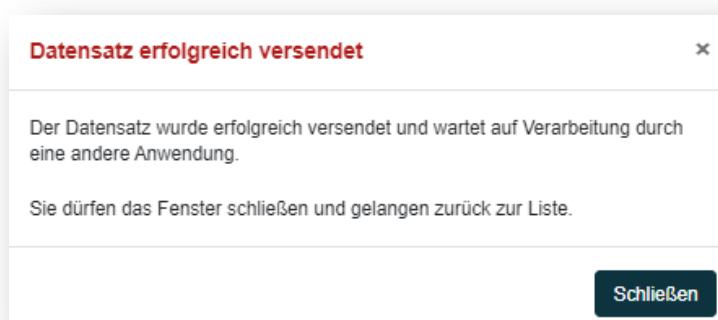 Datensatz erfolgreich versendet
×
Der Datensatz wurde erfolgreich versendet und wartet auf Verarbeitung durch
eine andere Anwendung.
Sie dürfen das Fenster schließen und gelangen zurück zur Liste.
Schließen